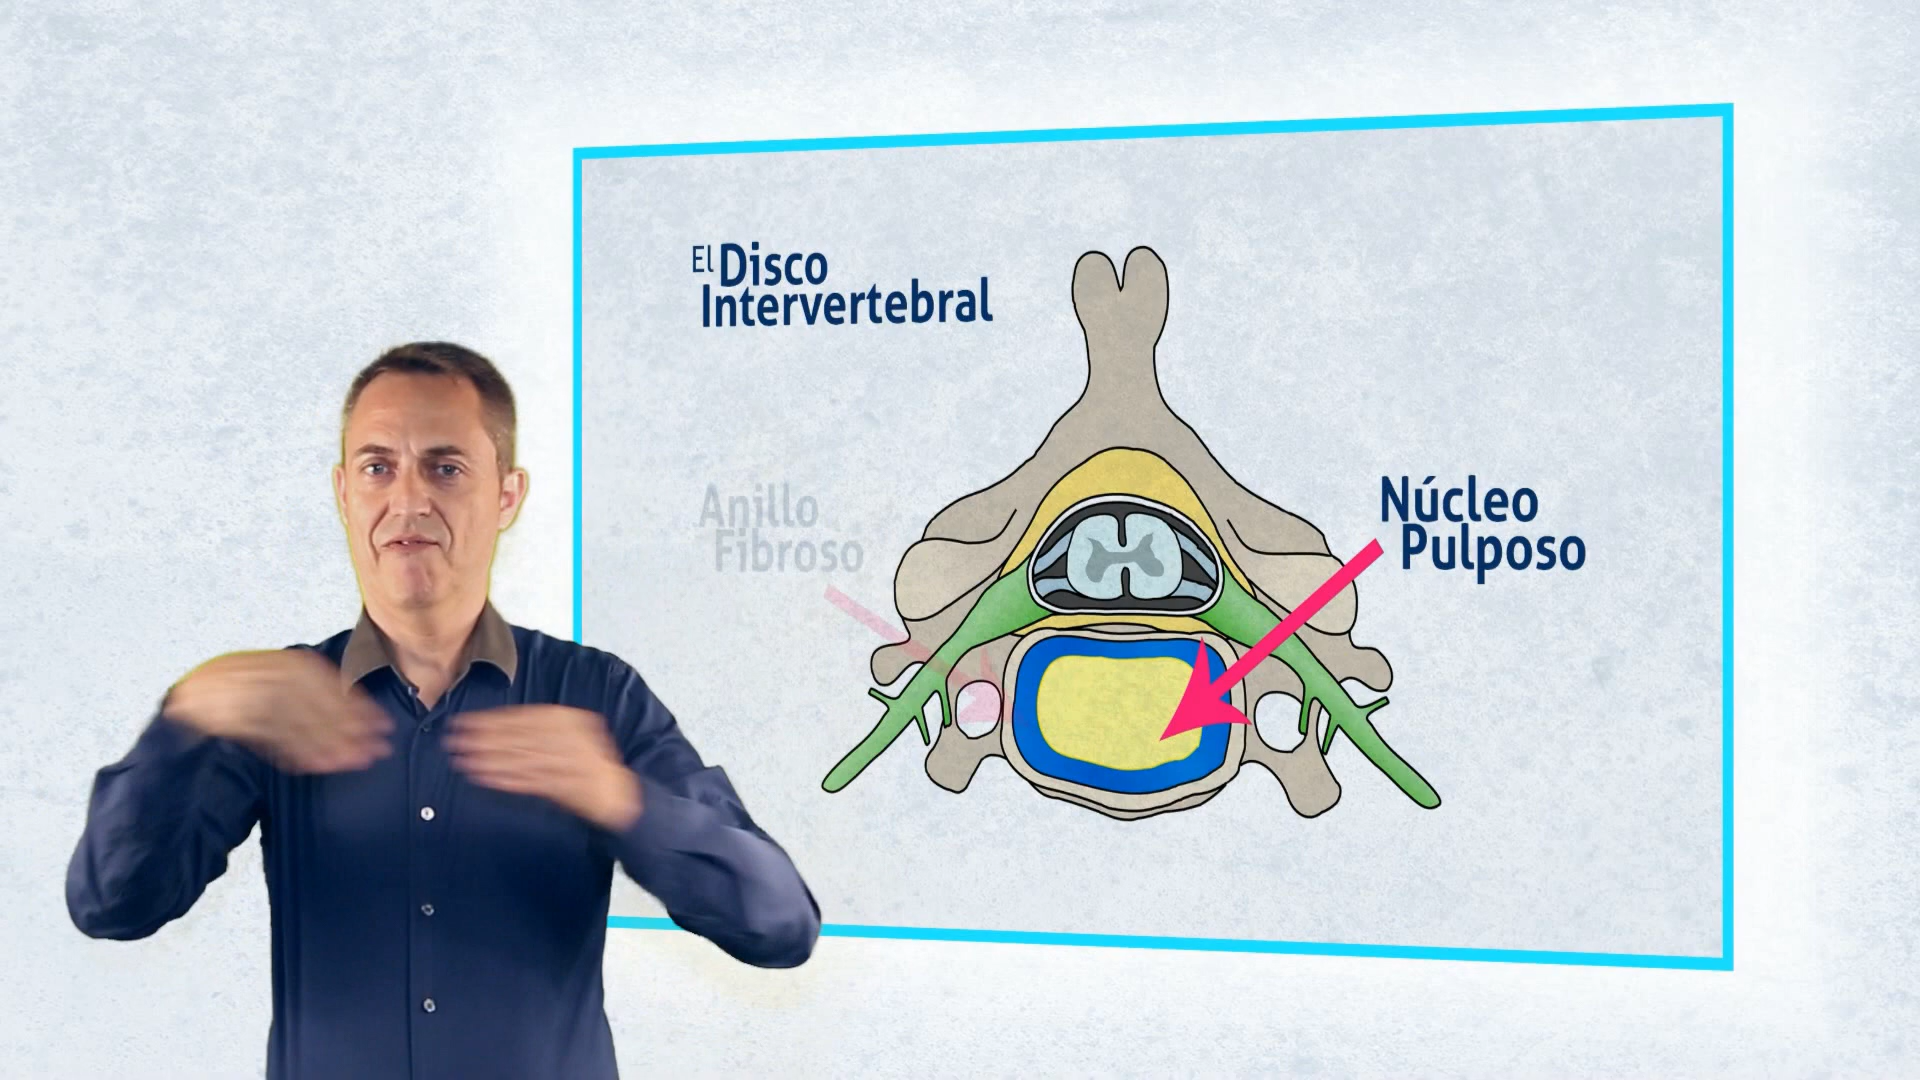 El Disco
Intervertebral
Anillo
Fibroso
Núcleo
Pulposo